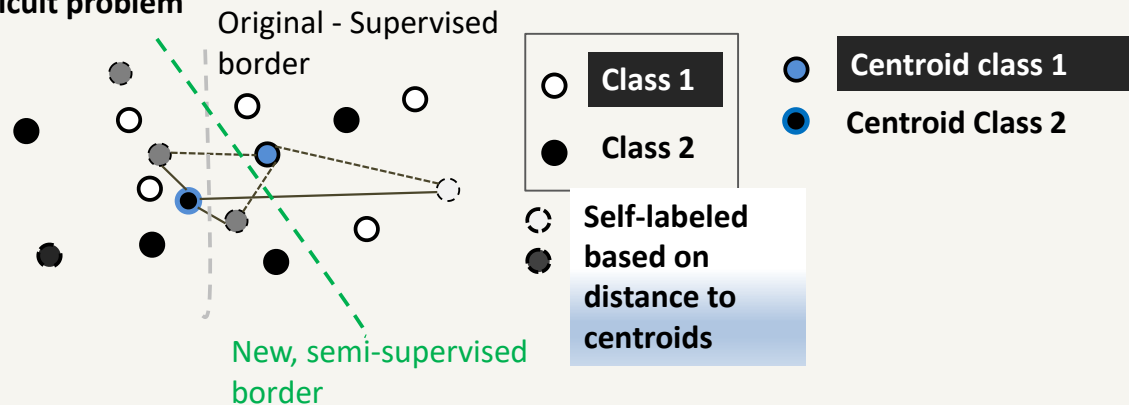 problem
Original - Supervised
border
Class 1
Class 2
Centroid class 1
Centroid Class 2
Self-labeled
based on
distance to
centroids
New, semi-supervised
border